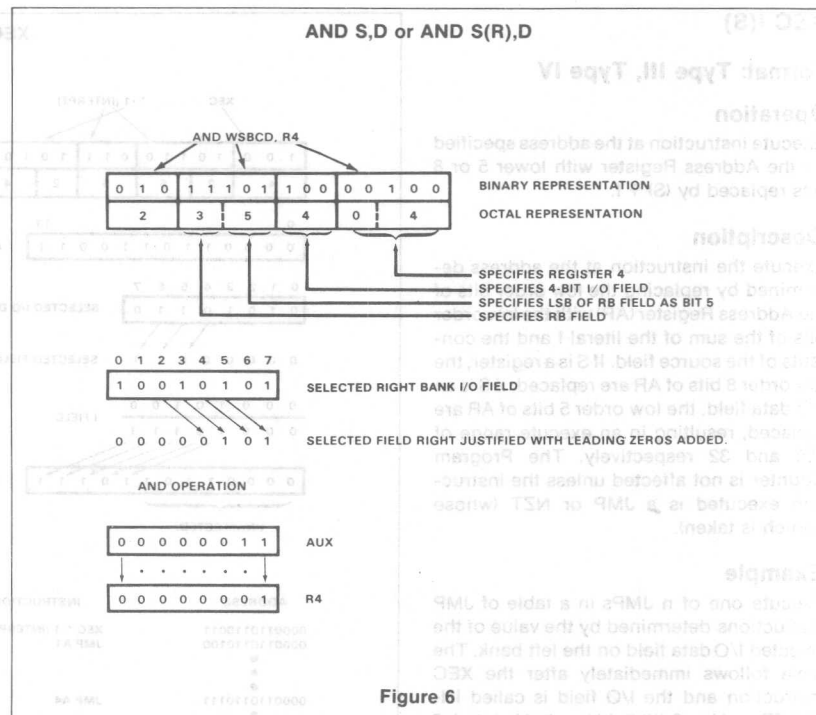 AND S,D or AND S(R),D
AND WSBCD, R4
0 1 0 1 1 1 0 1 1 0 0 0 0 1 0 0 BINARY REPRESENTATION
2 3 5 4 0 4 OCTAL REPRESENTATION
SPECIFIES REGISTER 4
SPECIFIES 4-BIT I/O FIELD
SPECIFIES LSB OF RB FIELD AS BIT 5
SPECIFIES RB FIELD
0 1 2 3 4 5 6 7
1 0 0 1 0 1 0 1 SELECTED RIGHT BANK I/O FIELD
0 0 0 0 0 1 0 1 SELECTED FIELD RIGHT JUSTIFIED WITH LEADING ZEROS ADDED.
AND OPERATION
0 0 0 0 0 0 1 1 AUX
0 0 0 0 0 0 0 1 R4
Figure 6